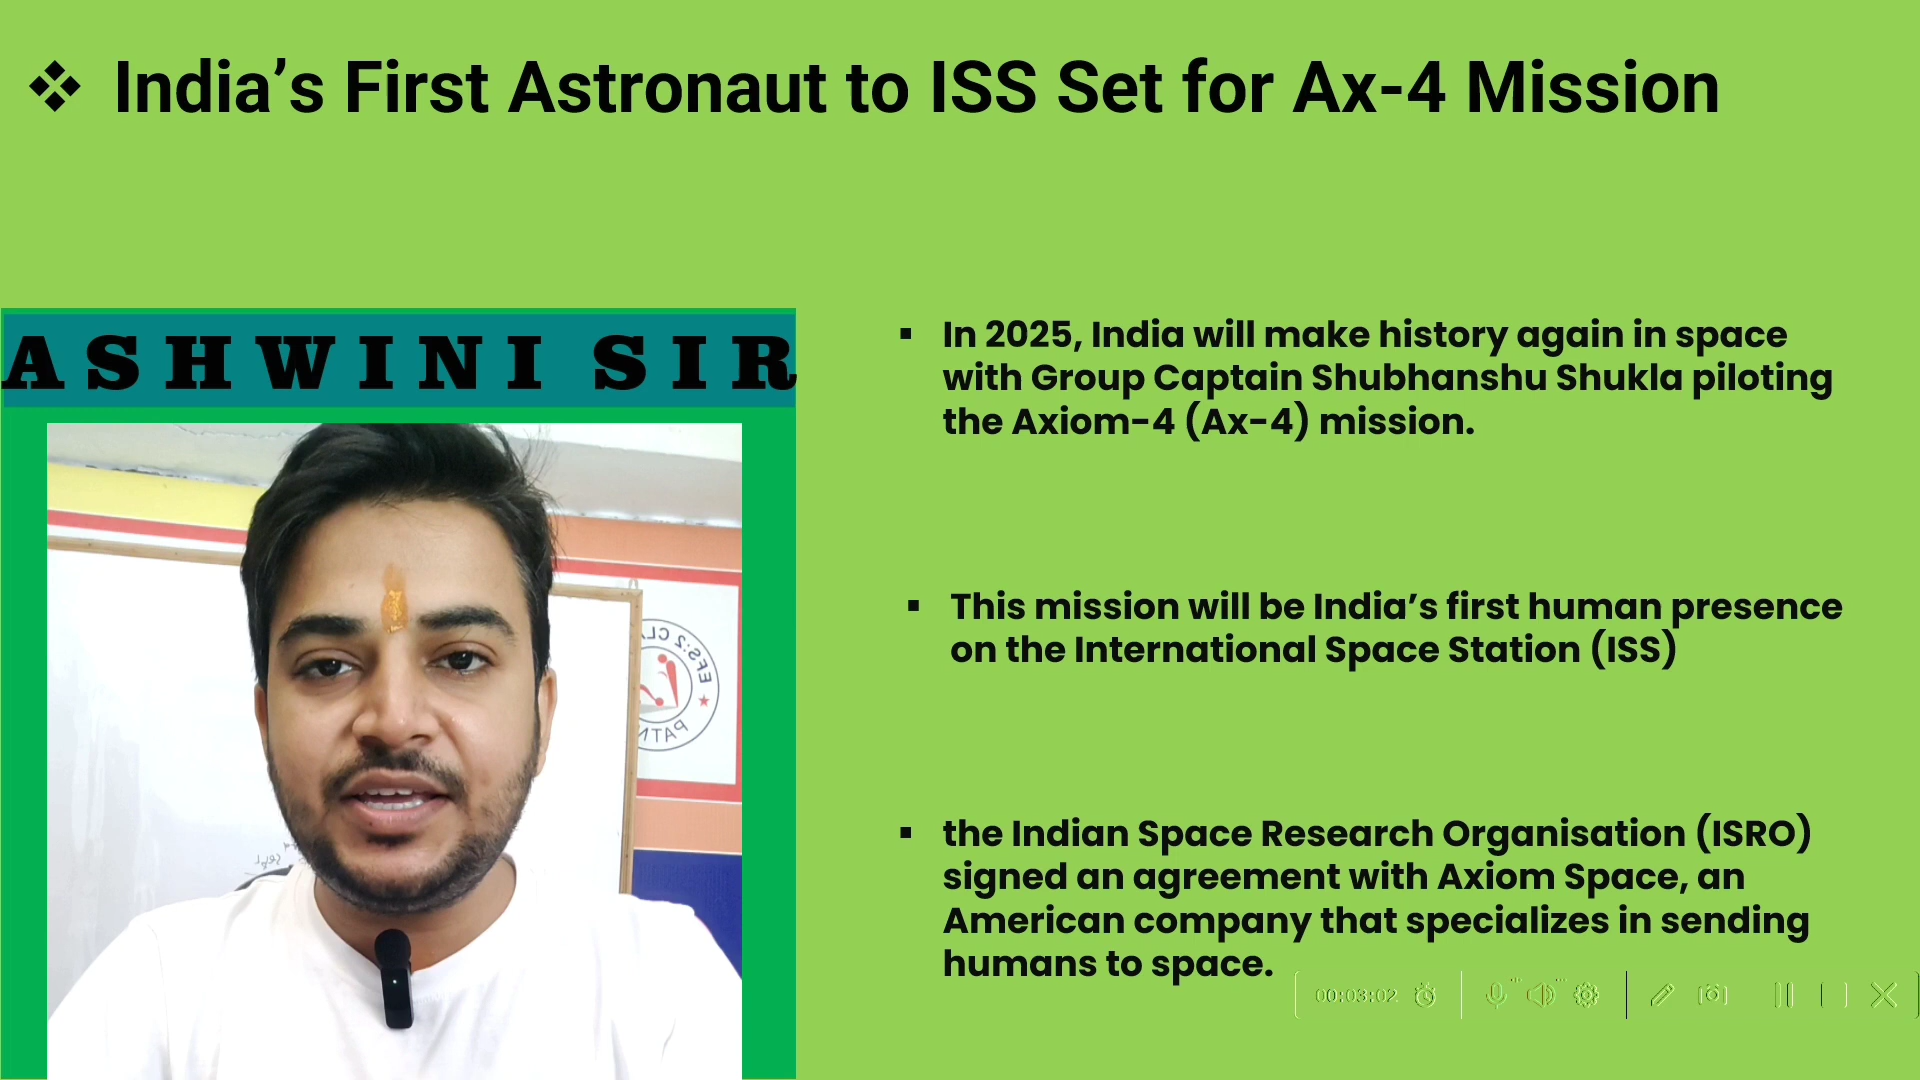 ❖ India’s First Astronaut to ISS Set for Ax-4 Mission
ASHWINI SIR
▪ In 2025, India will make history again in space
with Group Captain Shubhanshu Shukla piloting
the Axiom-4 (Ax-4) mission.
▪ This mission will be India’s first human presence
on the International Space Station (ISS)
▪ the Indian Space Research Organisation (ISRO)
signed an agreement with Axiom Space, an
American company that specializes in sending
humans to space.
00:03:02